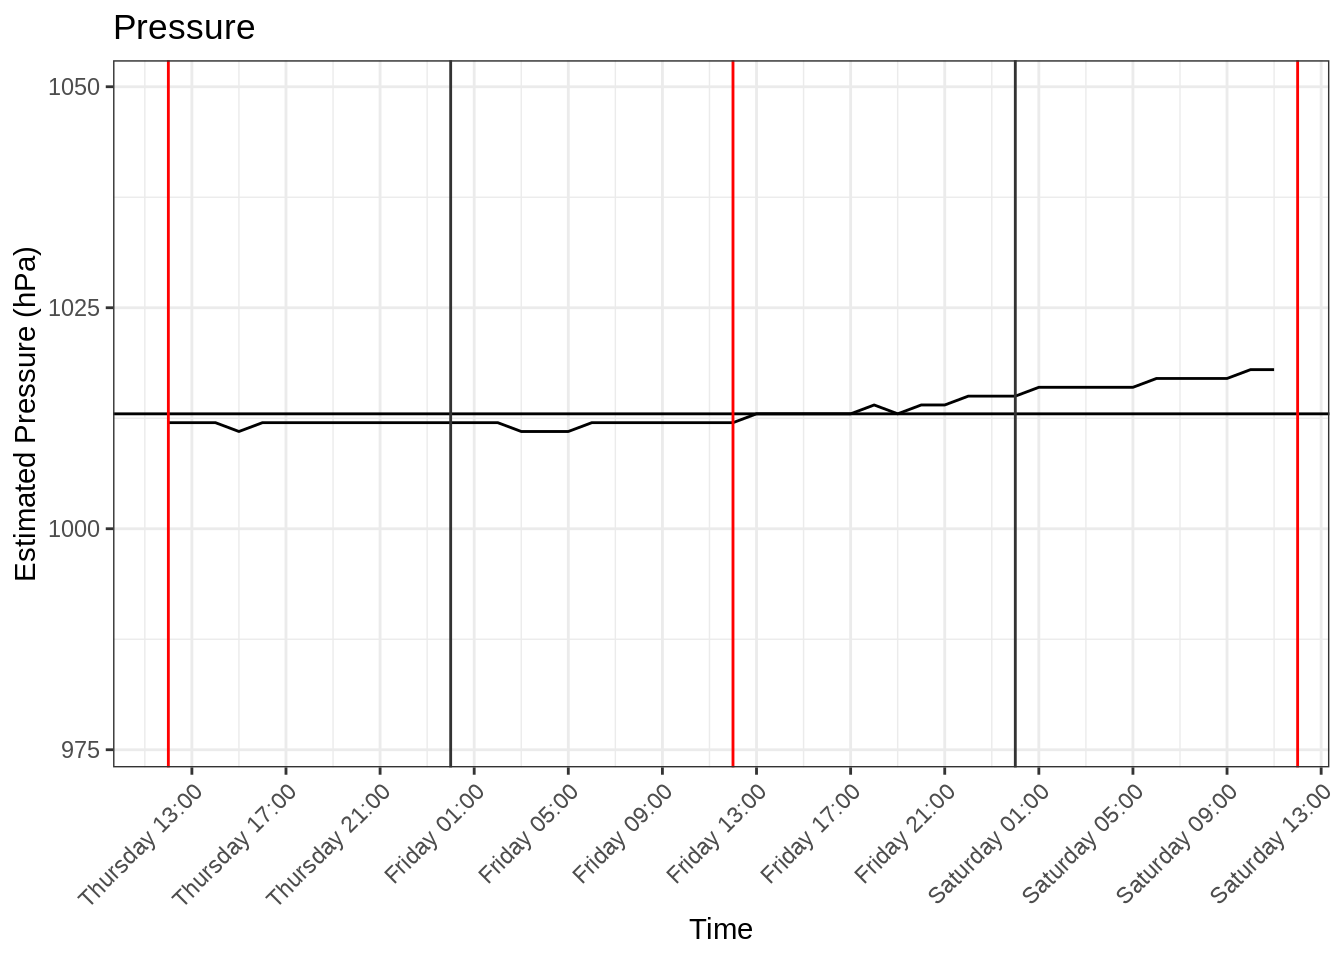 Pressure
Estimated Pressure (hPa)
1050
1025
1000
975
Thursday 13:00
Thursday 17:00
Thursday 21:00
Friday 01:00
Friday 05:00
Friday 09:00
Friday 13:00
Friday 17:00
Friday 21:00
Saturday 01:00
Saturday 05:00
Saturday 09:00
Saturday 13:00
Time